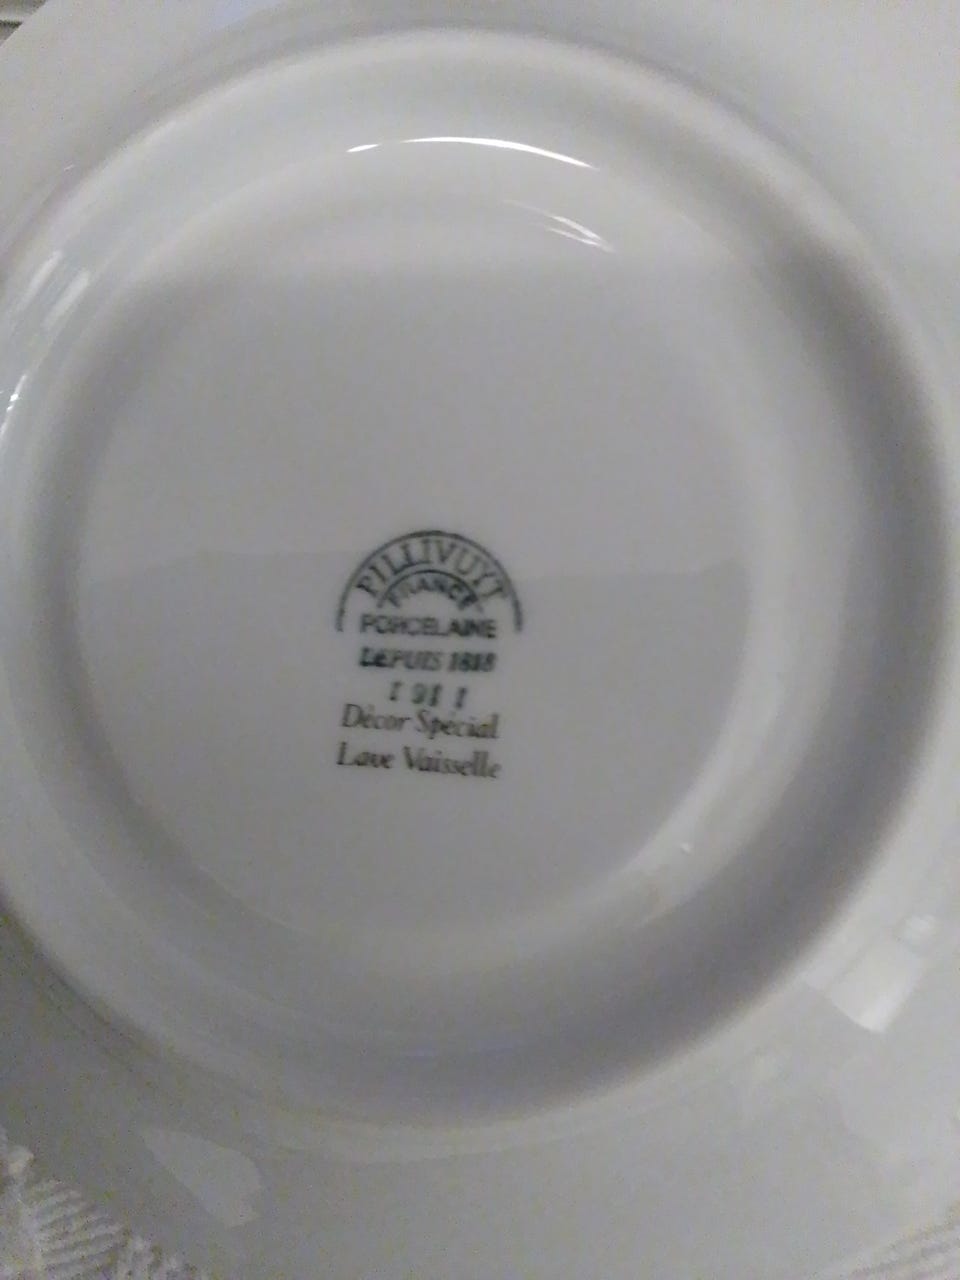 PILLIVUYT
FRANCE
PORCELAINE
DEPUIS 1818
Décor Spécial
Lave Vaisselle